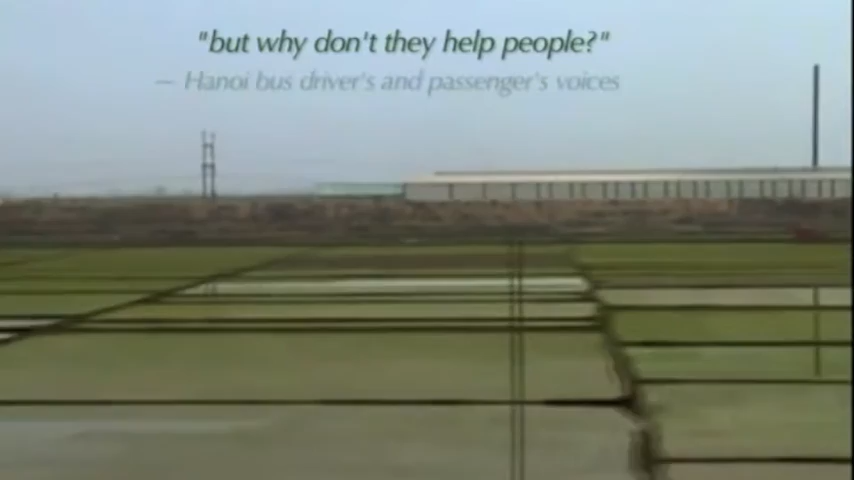 "but why don't they help people?"
— Hanoi bus driver's and passenger's voices